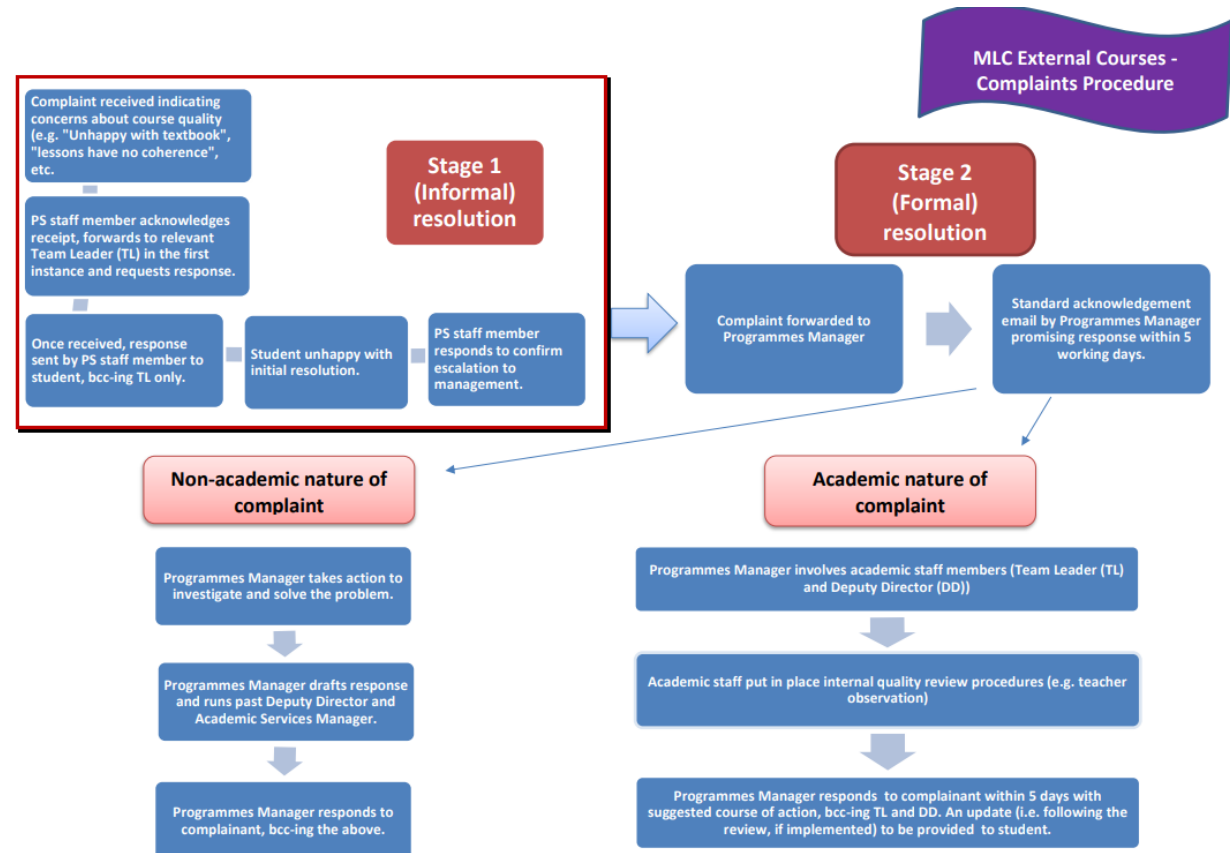 MLC External Courses -
Complaints Procedure
Complaint received indicating
concerns about course quality
(e.g. "Unhappy with textbook",
"lessons have no coherence",
etc.
Stage 1
(Informal)
resolution
PS staff member acknowledges
receipt, forwards to relevant
Team Leader (TL) in the first
instance and requests response.
Once received, response
sent by PS staff member to
student, bcc-ing TL only.
Student unhappy with
initial resolution.
PS staff member
responds to confirm
escalation to
management.
Stage 2
(Formal)
resolution
Complaint forwarded to
Programmes Manager
Standard acknowledgement
email by Programmes Manager
promising response within 5
working days.
Non-academic nature of
complaint
Programmes Manager takes action to
investigate and solve the problem.
Programmes Manager drafts response
and runs past Deputy Director and
Academic Services Manager.
Programmes Manager responds to
complainant, bcc-ing the above.
Academic nature of
complaint
Programmes Manager involves academic staff members (Team Leader (TL)
and Deputy Director (DD))
Academic staff put in place internal quality review procedures (e.g. teacher
observation)
Programmes Manager responds to complainant within 5 days with
suggested course of action, bcc-ing TL and DD. An update (i.e. following the
review, if implemented) to be provided to student.